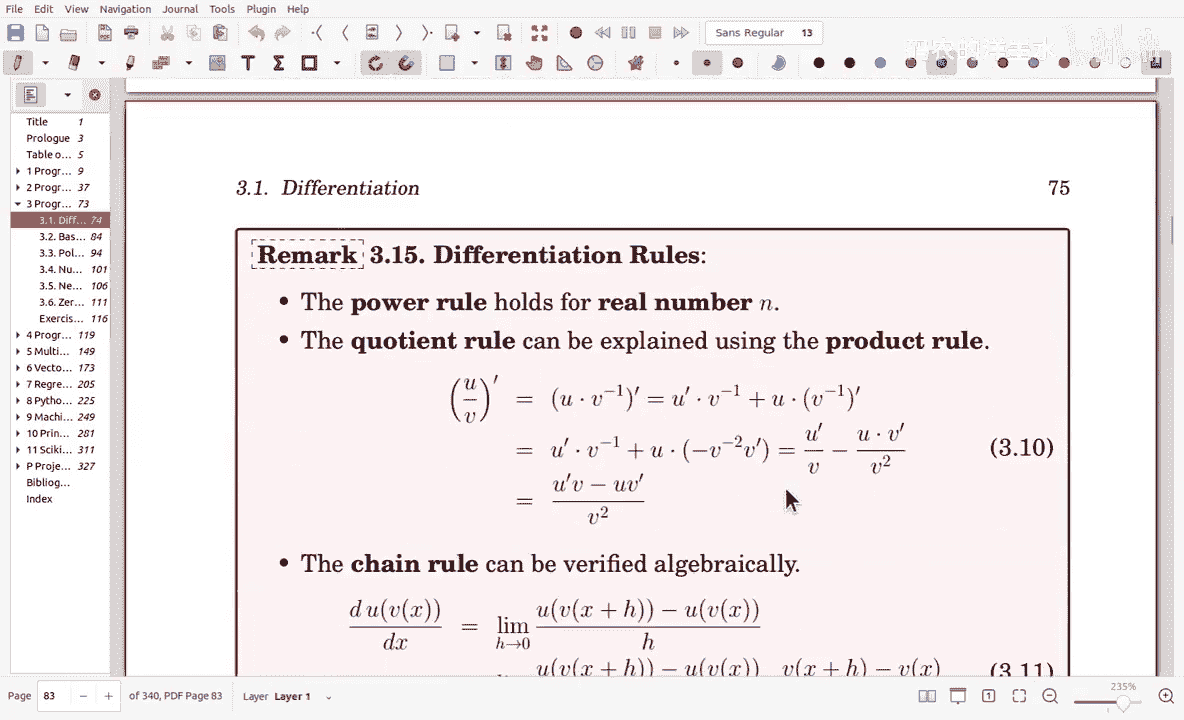 File Edit View Navigation Journal Tools Plugin Help
Sans Regular 13
Title 1
Prologue 3
Table o... 5
1 Progr... 9
2 Progr... 37
3 Progr... 73
3.1. Diff... 74
3.2. Bas... 84
3.3. Pol... 94
3.4. Nu... 101
3.5. Ne... 106
3.6. Zer... 111
Exercis... 116
4 Progr... 119
5 Multi... 149
6 Vecto... 173
7 Regre... 205
8 Pytho... 225
9 Machi... 249
10 Prin... 281
11 Sciki... 311
P Proje... 327
Bibliog...
Index
3.1. Differentiation 75
Remark 3.15. Differentiation Rules:
• The power rule holds for real number n.
• The quotient rule can be explained using the product rule.
(u/v)′ = (u · v⁻¹)′ = u′ · v⁻¹ + u · (v⁻¹)′
= u′ · v⁻¹ + u · (−v⁻²v′) = u′/v − u · v′/v² (3.10)
= u′v − uv′/v²
• The chain rule can be verified algebraically.
d u(v(x))/dx = lim h→0 u(v(x + h)) − u(v(x))/h
u(v(x + h)) − u(v(x)) v(x + h) − v(x) (3.11)
Page 83 − + of 340, PDF Page 83 Layer Layer 1 235%